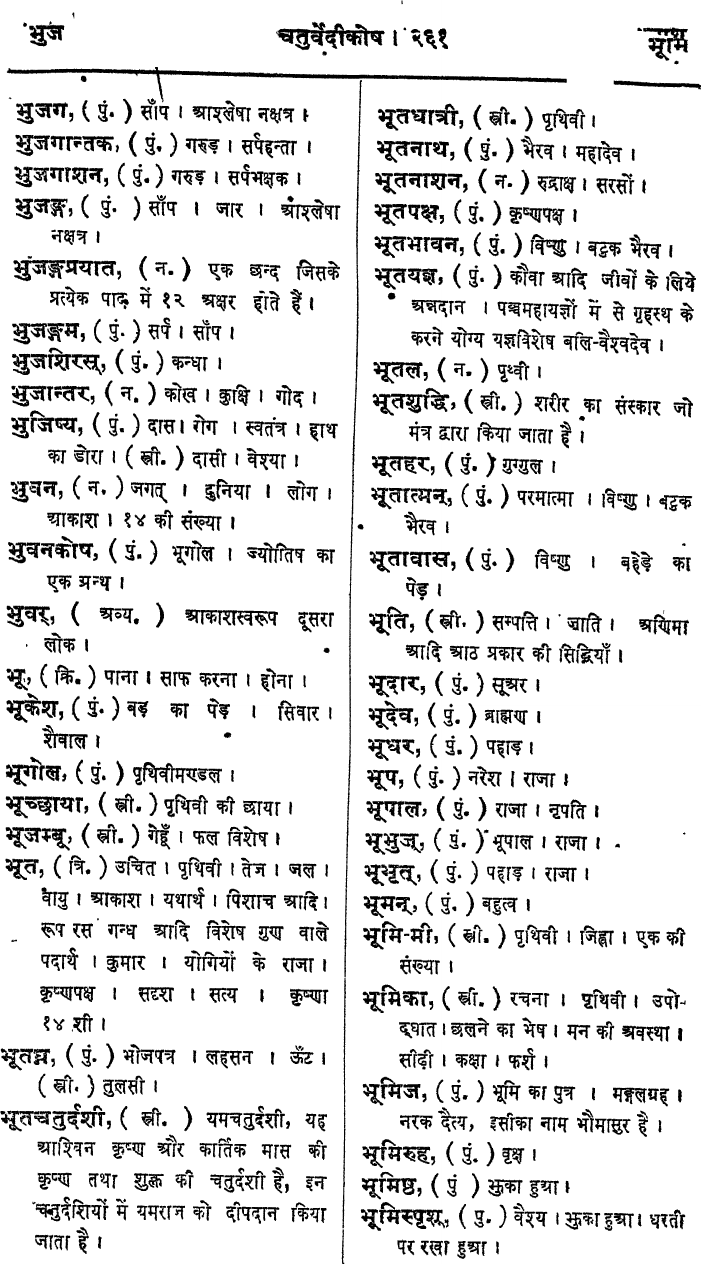 भुज
चतुर्वेदीकोष । २६१
भूमि
भुजग, ( पुं. ) साँप । आश्लेषा नक्षत्र ।
भुजगान्तक, ( पुं. ) गरुड़ । सर्पहन्ता ।
भुजगाशन, ( पुं. ) गरुड़ । सर्पभक्षक ।
भुजङ्ग, ( पुं. ) साँप । जार । आश्लेषा
नक्षत्र ।
भुजङ्गप्रयात, ( न. ) एक छन्द जिसके
प्रत्येक पाद में १२ अक्षर होते हैं ।
भुजङ्गम, ( पुं. ) सर्प । साँप ।
भुजशिरस्, ( पुं. ) कन्धा ।
भुजान्तर, ( न. ) कोख । कुक्षि । गोद ।
भुजिष्य, ( पुं. ) दास। रोग । स्वतंत्र । हाथ
का डोरा । ( स्त्री. ) दासी । वेश्या ।
भुवन, ( न. ) जगत् । दुनिया । लोग ।
आकाश । १४ की संख्या ।
भुवनकोष, ( पुं. ) भूगोल । ज्योतिष का
एक ग्रन्थ ।
भुवर्, ( अव्य. ) आकाशस्वरूप दूसरा
लोक ।
भू, ( क्रि. ) पाना । साफ करना । होना ।
भूकेश, ( पुं. ) बड़ का पेड़ । सिवार ।
शैवाल ।
भूगोल, ( पुं. ) पृथिवीमण्डल ।
भूच्छाया, ( स्त्री. ) पृथिवी की छाया ।
भूजम्बू, ( स्त्री. ) गेहूँ । फल विशेष ।
भूत, ( त्रि. ) उचित । पृथिवी । तेज । जल ।
वायु । आकाश । यथार्थ । पिशाच आदि ।
रूप रस गन्ध आदि विशेष गुण वाले
पदार्थ । कुमार । योगियों के राजा ।
कृष्णपक्ष । सदृश । सत्य । कृष्णा
१४ शी ।
भूतघ्न, ( पुं. ) भोजपत्र । लहसन । ऊँट ।
( स्त्री. ) तुलसी ।
भूतचतुर्दशी, ( स्त्री. ) यमचतुर्दशी, यह
आश्विन कृष्ण और कार्तिक मास की
कृष्ण तथा शुक्ल की चतुर्दशी है, इन
चतुर्दशियों में यमराज को दीपदान किया
जाता है ।
भूतधात्री, ( स्त्री. ) पृथिवी ।
भूतनाथ, ( पुं. ) भैरव । महादेव ।
भूतनाशन, ( न. ) रुद्राक्ष । सरसों ।
भूतपक्ष, ( पुं. ) कृष्णपक्ष ।
भूतभावन, ( पुं. ) विष्णु । बटुक भैरव ।
भूतयज्ञ, ( पुं. ) कौवा आदि जीवों के लिये
अन्नदान । पञ्चमहायज्ञों में से गृहस्थ के
करने योग्य यज्ञविशेष बलि-वैश्वदेव ।
भूतल, ( न. ) पृथ्वी ।
भूतशुद्धि, ( स्त्री. ) शरीर का संस्कार जो
मंत्र द्वारा किया जाता है ।
भूतहर, ( पुं. ) गुग्गुल ।
भूतात्मन्, ( पुं. ) परमात्मा । विष्णु । बटुक
भैरव ।
भूतावास, ( पुं. ) विष्णु । बहेड़े का
पेड़ ।
भूति, ( स्त्री. ) सम्पत्ति । जाति । अणिमा
आदि आठ प्रकार की सिद्धियाँ ।
भूदार, ( पुं. ) सूअर ।
भूदेव, ( पुं. ) ब्राह्मण ।
भूधर, ( पुं. ) पहाड़ ।
भूप, ( पुं. ) नरेश । राजा ।
भूपाल, ( पुं. ) राजा । नृपति ।
भूभुज्, ( पुं. ) भूपाल । राजा ।
भूभृत्, ( पुं. ) पहाड़ । राजा ।
भूमन्, ( पुं. ) बहुत्व ।
भूमि-मी, ( स्त्री. ) पृथिवी । जिह्वा । एक की
संख्या ।
भूमिका, ( स्त्री. ) रचना । पृथिवी । उपो-
द्घात । छलने का भेष । मन की अवस्था ।
सीढ़ी । कक्षा । फर्श ।
भूमिज, ( पुं. ) भूमि का पुत्र । मङ्गलग्रह ।
नरक दैत्य, इसीका नाम भौमासुर है ।
भूमिरुह, ( पुं. ) वृक्ष ।
भूमिष्ठ, ( पुं ) झुका हुआ ।
भूमिस्पृश्, ( पु. ) वैश्य । झुका हुआ । धरती
पर रखा हुआ ।